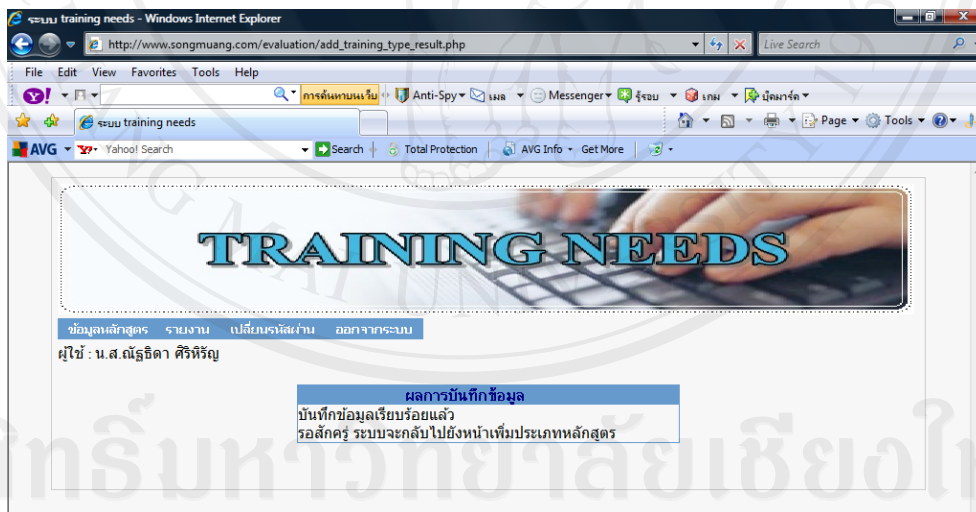 ระบบ training needs - Windows Internet Explorer
http://www.songmuang.com/evaluation/add_training_type_result.php
Live Search
File Edit View Favorites Tools Help
Y! การค้นหาบนเว็บ Anti-Spy เมล Messenger รู้รอบ เกม บุ๊คมาร์ค
ระบบ training needs Page Tools
AVG Yahoo! Search Search Total Protection AVG Info Get More
TRAINING NEEDS
ข้อมูลหลักสูตร รายงาน เปลี่ยนรหัสผ่าน ออกจากระบบ
ผู้ใช้ : น.ส.ณัฐธิดา ศิริหิรัญ
ผลการบันทึกข้อมูล
บันทึกข้อมูลเรียบร้อยแล้ว
รอสักครู่ ระบบจะกลับไปยังหน้าเพิ่มประเภทหลักสูตร